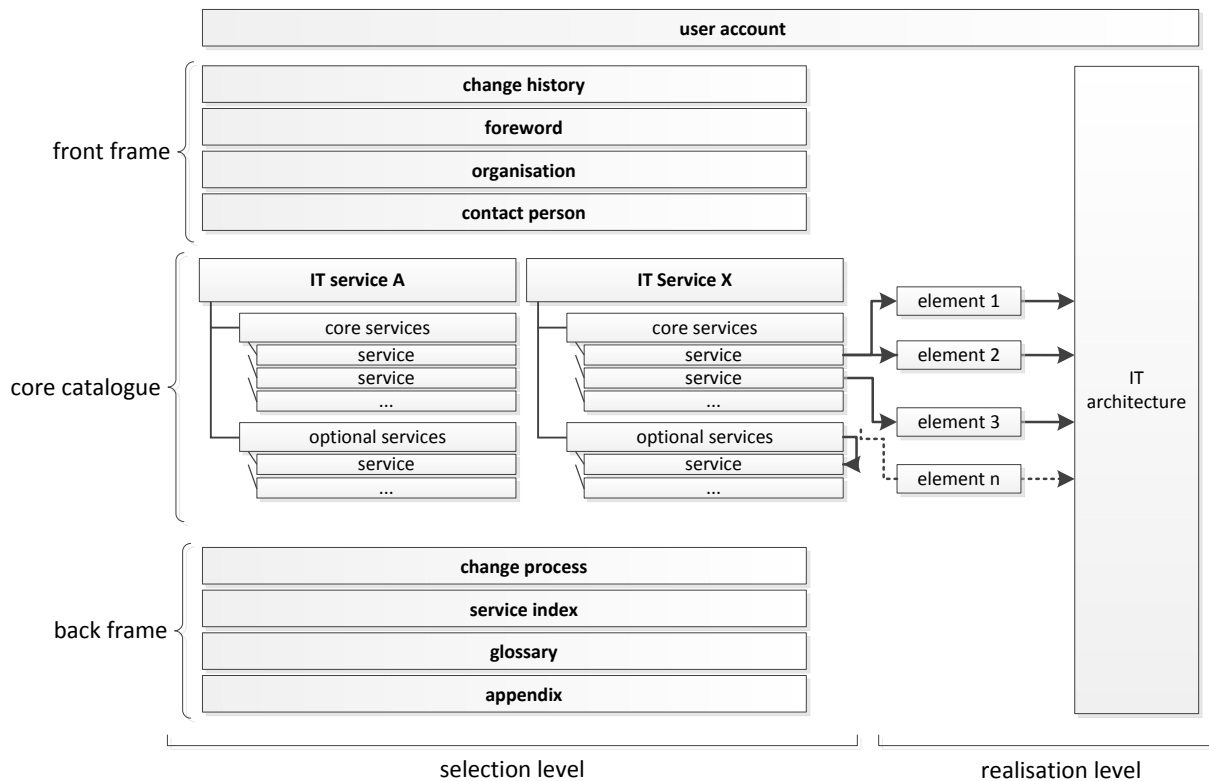 user account
change history
foreword
front frame
organisation
contact person
IT service A
IT Service X
core services
service
service
...
optional services
service
...
core services
service
service
...
optional services
service
...
element 1
element 2
element 3
element n
IT
architecture
core catalogue
change process
service index
back frame
glossary
appendix
selection level
realisation level